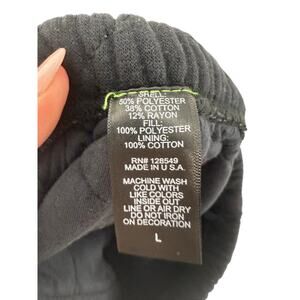 SHELL:
50% POLYESTER
38% COTTON
12% RAYON
FILL:
100% POLYESTER
LINING:
100% COTTON
RN# 128549
MADE IN U.S.A.
MACHINE WASH
COLD WITH
LIKE COLORS
INSIDE OUT
LINE OR AIR DRY
DO NOT IRON
ON DECORATION
L